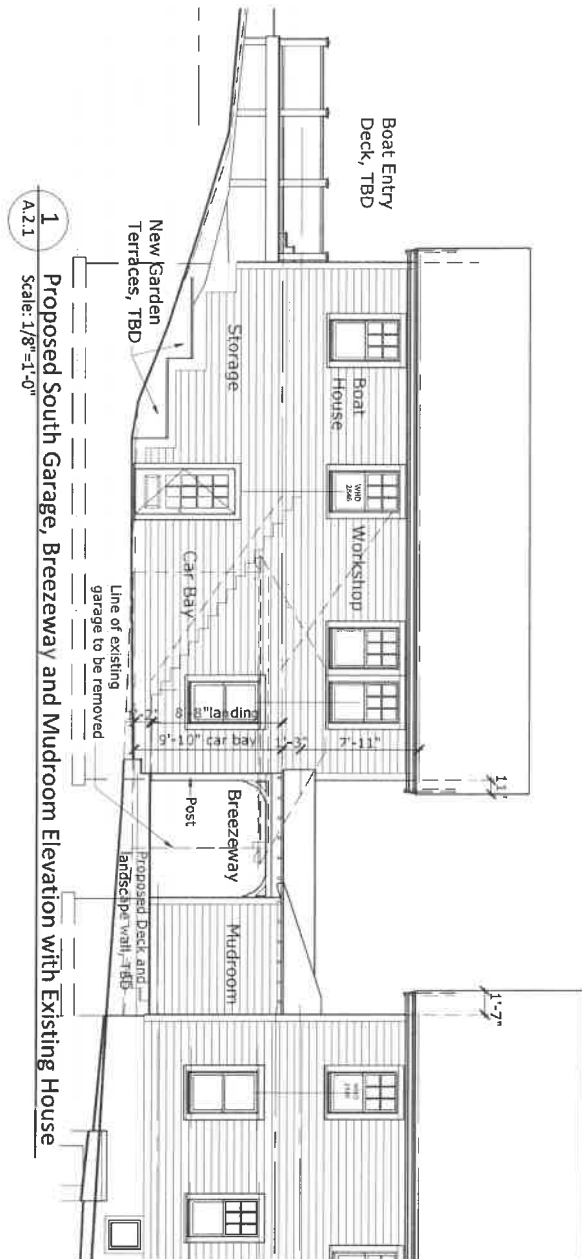 Boat Entry
Deck, TBD
New Garden
Terraces, TBD
Storage
Boat
House
WHD
2846
Workshop
Car Bay
8'-8" landing
9'-10" car bay
1'-3"
7'-11"
11"
Line of existing
garage to be removed
Post
Breezeway
Proposed Deck and
landscape wall, TBD
Mudroom
1'-7"
1
A.2.1
Proposed South Garage, Breezeway and Mudroom Elevation with Existing House
Scale: 1/8"=1'-0"